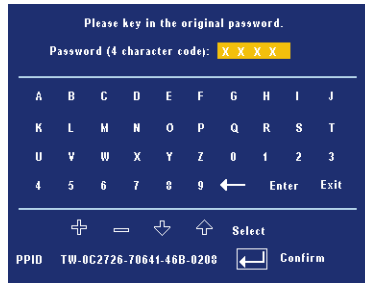 Please key in the original password.
Password (4 character code): X X X X
A B C D E F G H I J
K L M N O P Q R S T
U V W X Y Z 0 1 2 3
4 5 6 7 8 9 ← Enter Exit
Select
PPID TW-0C2726-70641-46B-0208 Confirm